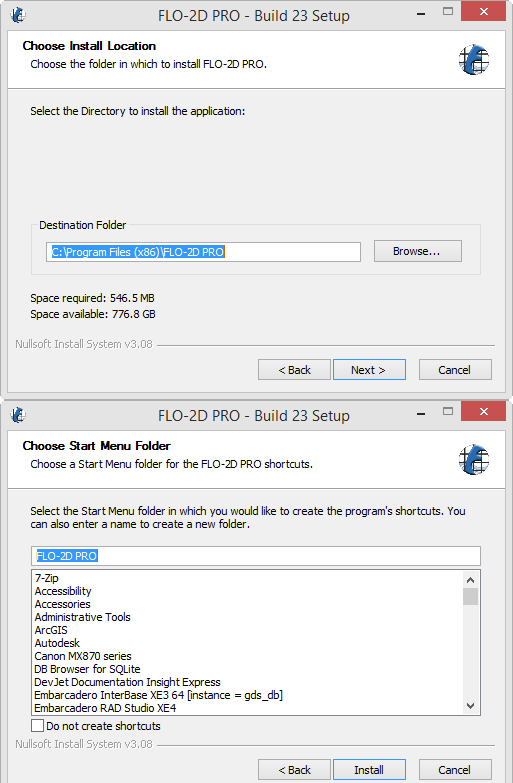 FLO-2D PRO - Build 23 Setup
Choose Install Location
Choose the folder in which to install FLO-2D PRO.
Select the Directory to install the application:
Destination Folder
C:\Program Files (x86)\FLO-2D PRO
Browse...
Space required: 546.5 MB
Space available: 776.8 GB
Nullsoft Install System v3.08
< Back Next > Cancel
FLO-2D PRO - Build 23 Setup
Choose Start Menu Folder
Choose a Start Menu folder for the FLO-2D PRO shortcuts.
Select the Start Menu folder in which you would like to create the program's shortcuts. You
can also enter a name to create a new folder.
FLO-2D PRO
7-Zip
Accessibility
Accessories
Administrative Tools
ArcGIS
Autodesk
Canon MX870 series
DB Browser for SQLite
DevJet Documentation Insight Express
Embarcadero InterBase XE3 64 [instance = gds_db]
Embarcadero RAD Studio XE4
Do not create shortcuts
Nullsoft Install System v3.08
< Back Install Cancel